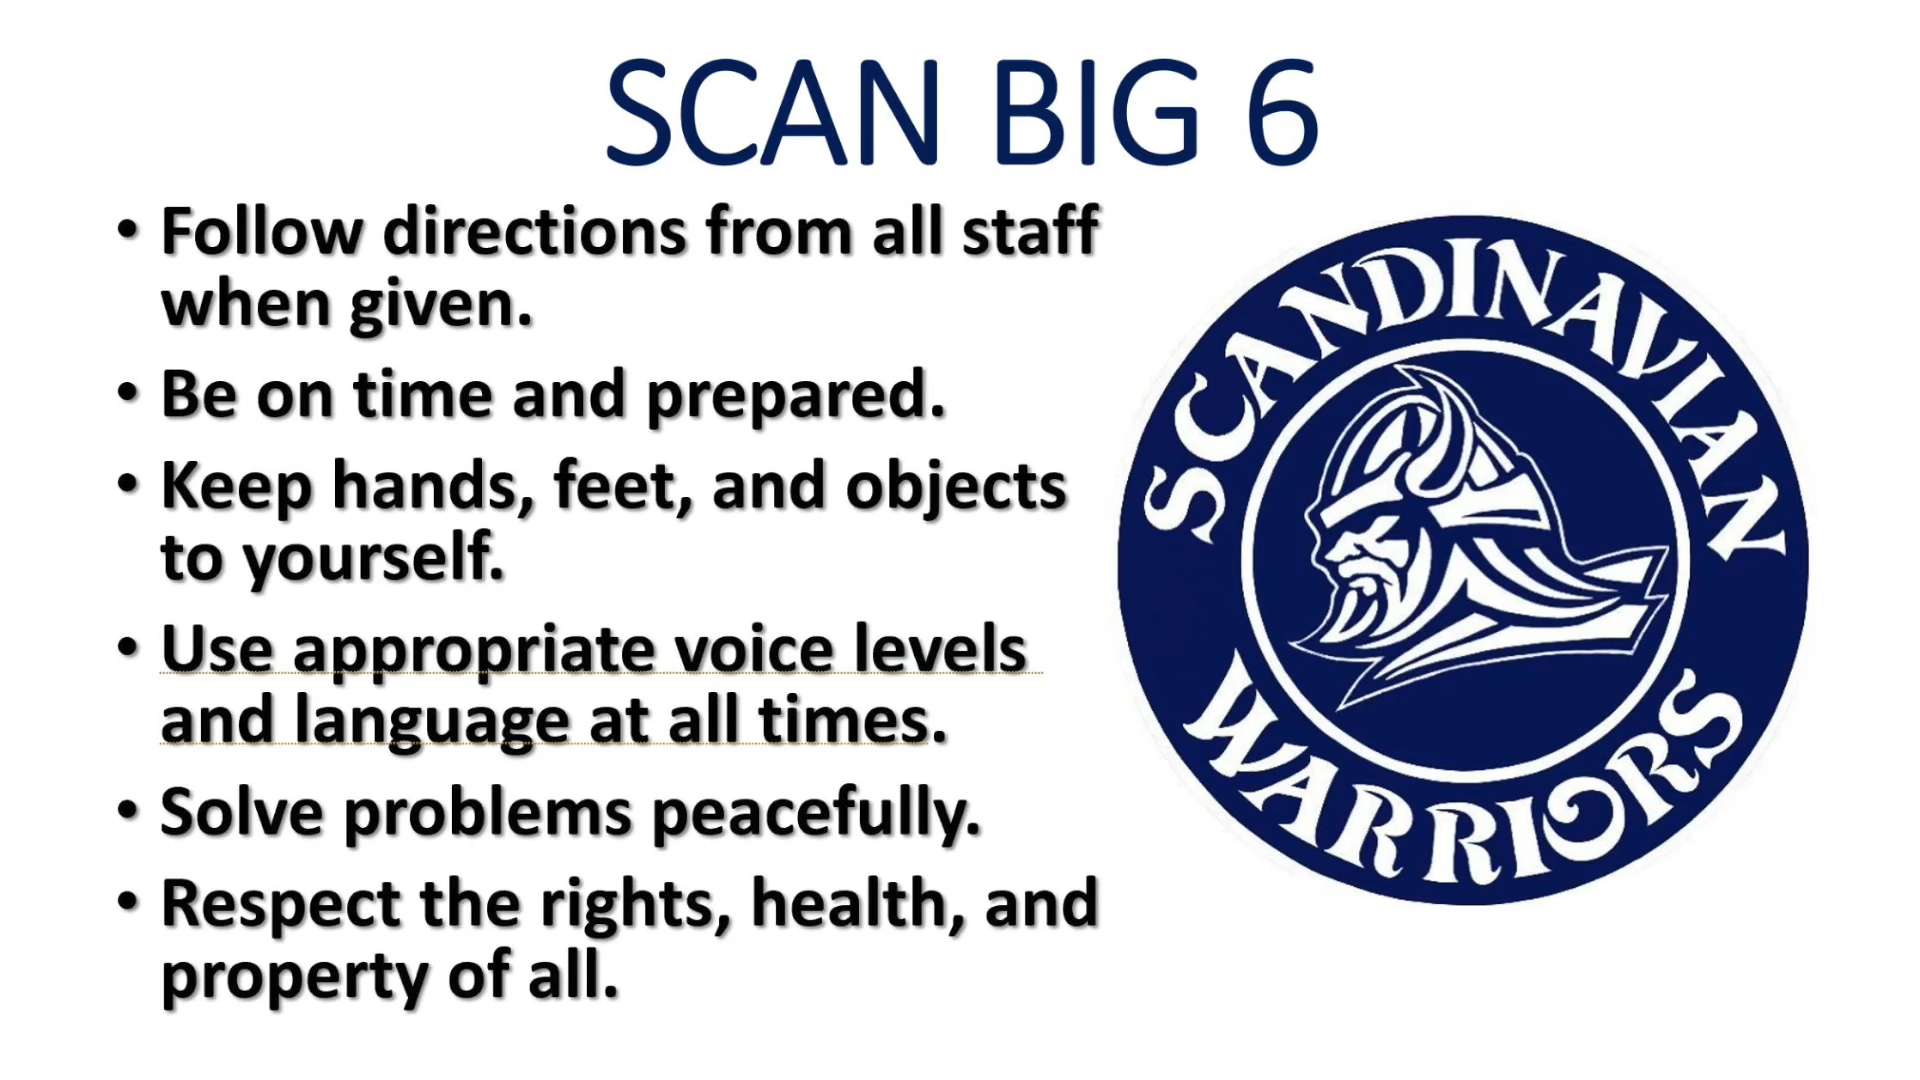 SCAN BIG 6
• Follow directions from all staff
when given.
• Be on time and prepared.
• Keep hands, feet, and objects
to yourself.
• Use appropriate voice levels
and language at all times.
• Solve problems peacefully.
• Respect the rights, health, and
property of all.
SCANDINAVIAN
WARRIORS